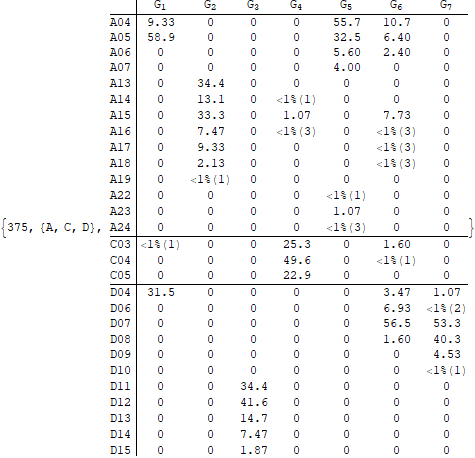 G1 G2 G3 G4 G5 G6 G7
A04 9.33 0 0 0 55.7 10.7 0
A05 58.9 0 0 0 32.5 6.40 0
A06 0 0 0 0 5.60 2.40 0
A07 0 0 0 0 4.00 0 0
A13 0 34.4 0 0 0 0 0
A14 0 13.1 0 <1%(1) 0 0 0
A15 0 33.3 0 1.07 0 7.73 0
A16 0 7.47 0 <1%(3) 0 <1%(3) 0
A17 0 9.33 0 0 0 <1%(3) 0
A18 0 2.13 0 0 0 <1%(3) 0
A19 0 <1%(1) 0 0 0 0 0
A22 0 0 0 0 <1%(1) 0 0
A23 0 0 0 0 1.07 0 0
{375, {A, C, D}, A24 0 0 0 0 <1%(3) 0 0 }
C03 <1%(1) 0 0 25.3 0 1.60 0
C04 0 0 0 49.6 0 <1%(1) 0
C05 0 0 0 22.9 0 0 0
D04 31.5 0 0 0 0 3.47 1.07
D06 0 0 0 0 0 6.93 <1%(2)
D07 0 0 0 0 0 56.5 53.3
D08 0 0 0 0 0 1.60 40.3
D09 0 0 0 0 0 0 4.53
D10 0 0 0 0 0 0 <1%(1)
D11 0 0 34.4 0 0 0 0
D12 0 0 41.6 0 0 0 0
D13 0 0 14.7 0 0 0 0
D14 0 0 7.47 0 0 0 0
D15 0 0 1.87 0 0 0 0